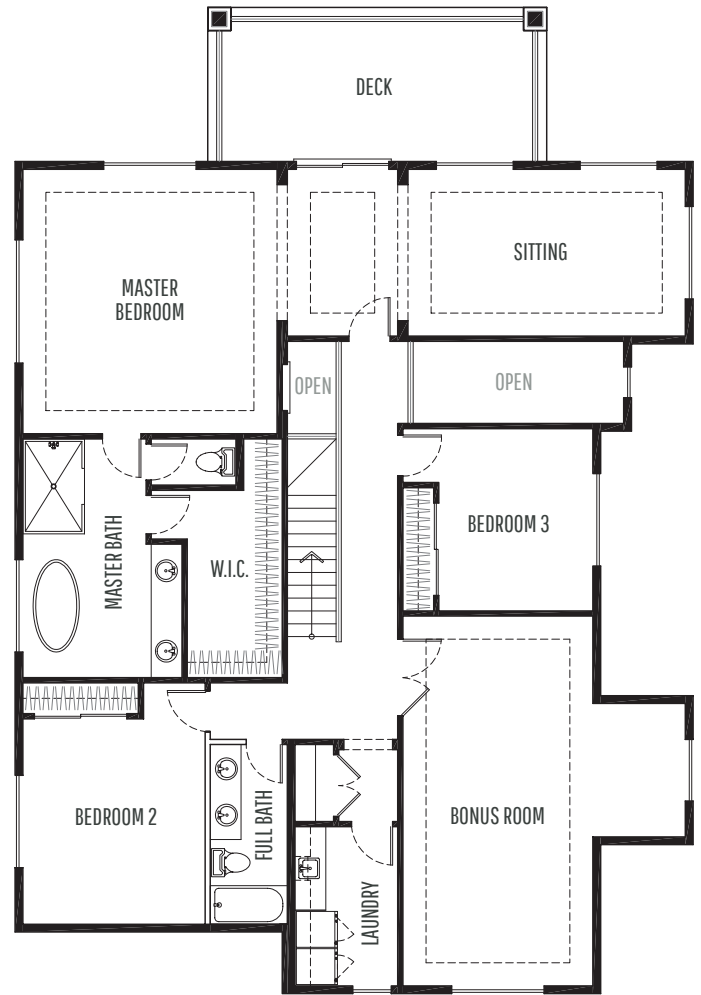 DECK
MASTER
BEDROOM
SITTING
OPEN
OPEN
MASTER BATH
W.I.C.
BEDROOM 3
BEDROOM 2
FULL BATH
LAUNDRY
BONUS ROOM